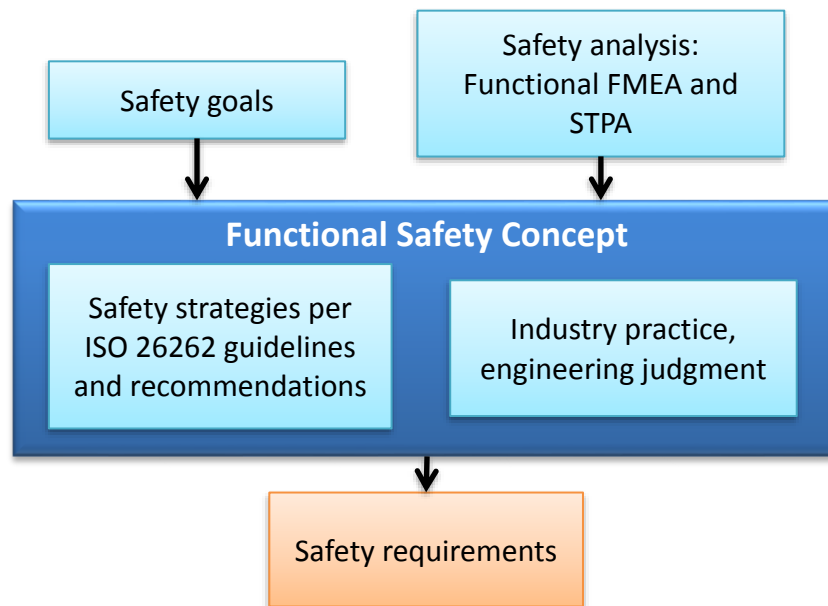 Safety goals
Safety analysis:
Functional FMEA and
STPA
Functional Safety Concept
Safety strategies per
ISO 26262 guidelines
and recommendations
Industry practice,
engineering judgment
Safety requirements